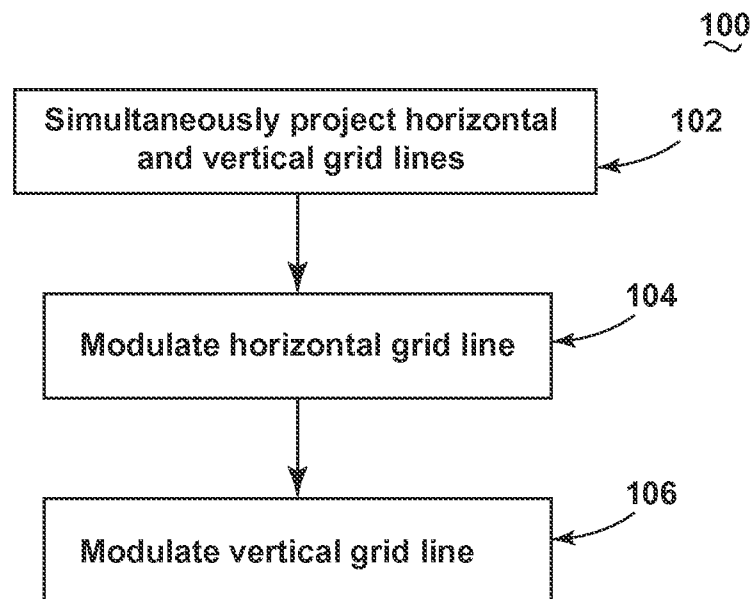 100
Simultaneously project horizontal
and vertical grid lines
102
Modulate horizontal grid line
104
Modulate vertical grid line
106